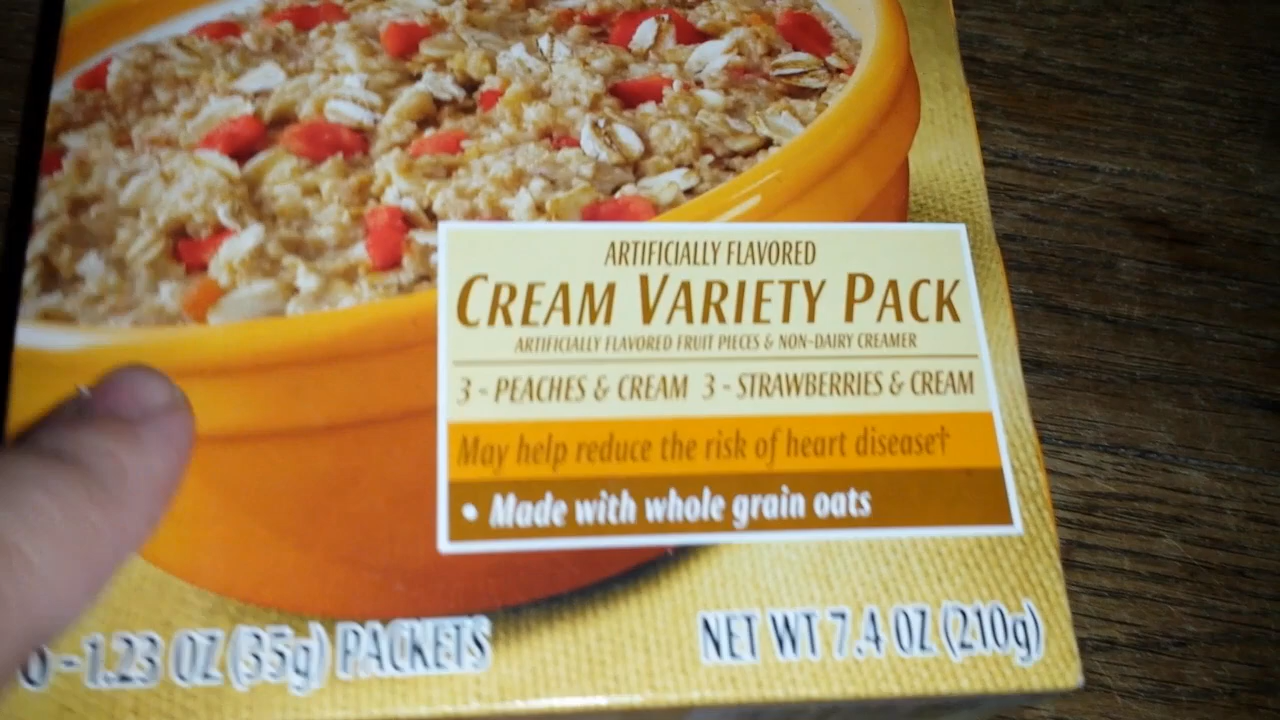 ARTIFICIALLY FLAVORED
CREAM VARIETY PACK
ARTIFICIALLY FLAVORED FRUIT PIECES & NON-DAIRY CREAMER
3 - PEACHES & CREAM 3 - STRAWBERRIES & CREAM
May help reduce the risk of heart disease†
• Made with whole grain oats
6-1.23 OZ (35g) PACKETS
NET WT 7.4 OZ (210g)